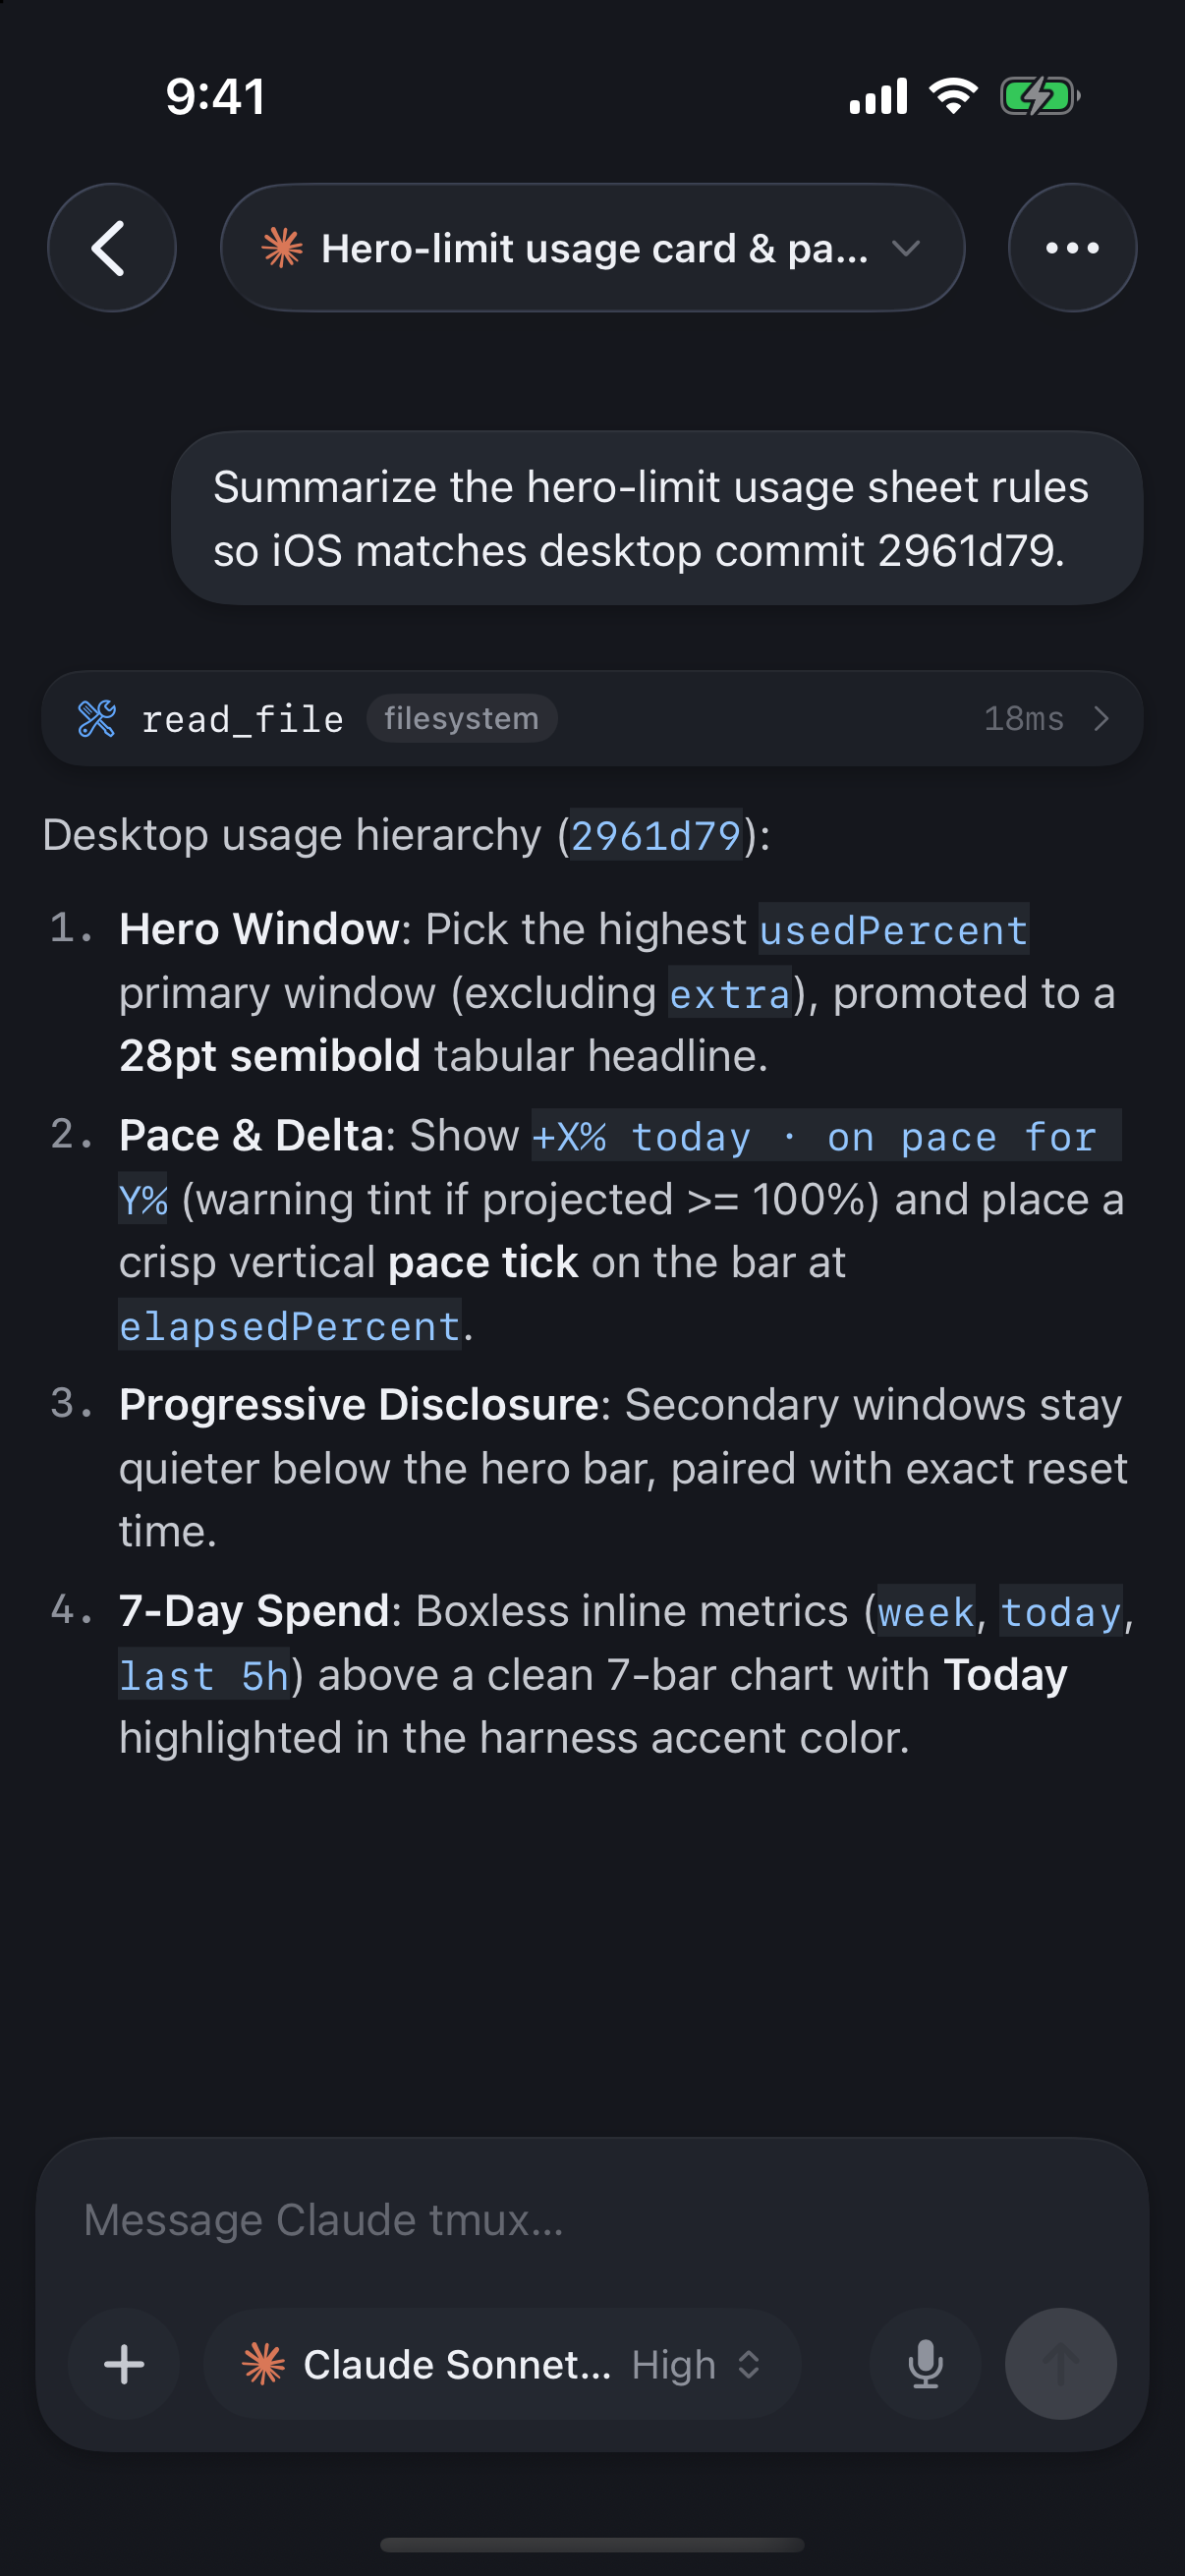 9:41
Hero-limit usage card & pa...
Summarize the hero-limit usage sheet rules
so iOS matches desktop commit 2961d79.
read_file filesystem 18ms
Desktop usage hierarchy (2961d79):
1. Hero Window: Pick the highest usedPercent
primary window (excluding extra), promoted to a
28pt semibold tabular headline.
2. Pace & Delta: Show +X% today · on pace for
Y% (warning tint if projected >= 100%) and place a
crisp vertical pace tick on the bar at
elapsedPercent.
3. Progressive Disclosure: Secondary windows stay
quieter below the hero bar, paired with exact reset
time.
4. 7-Day Spend: Boxless inline metrics (week, today,
last 5h) above a clean 7-bar chart with Today
highlighted in the harness accent color.
Message Claude tmux...
Claude Sonnet... High